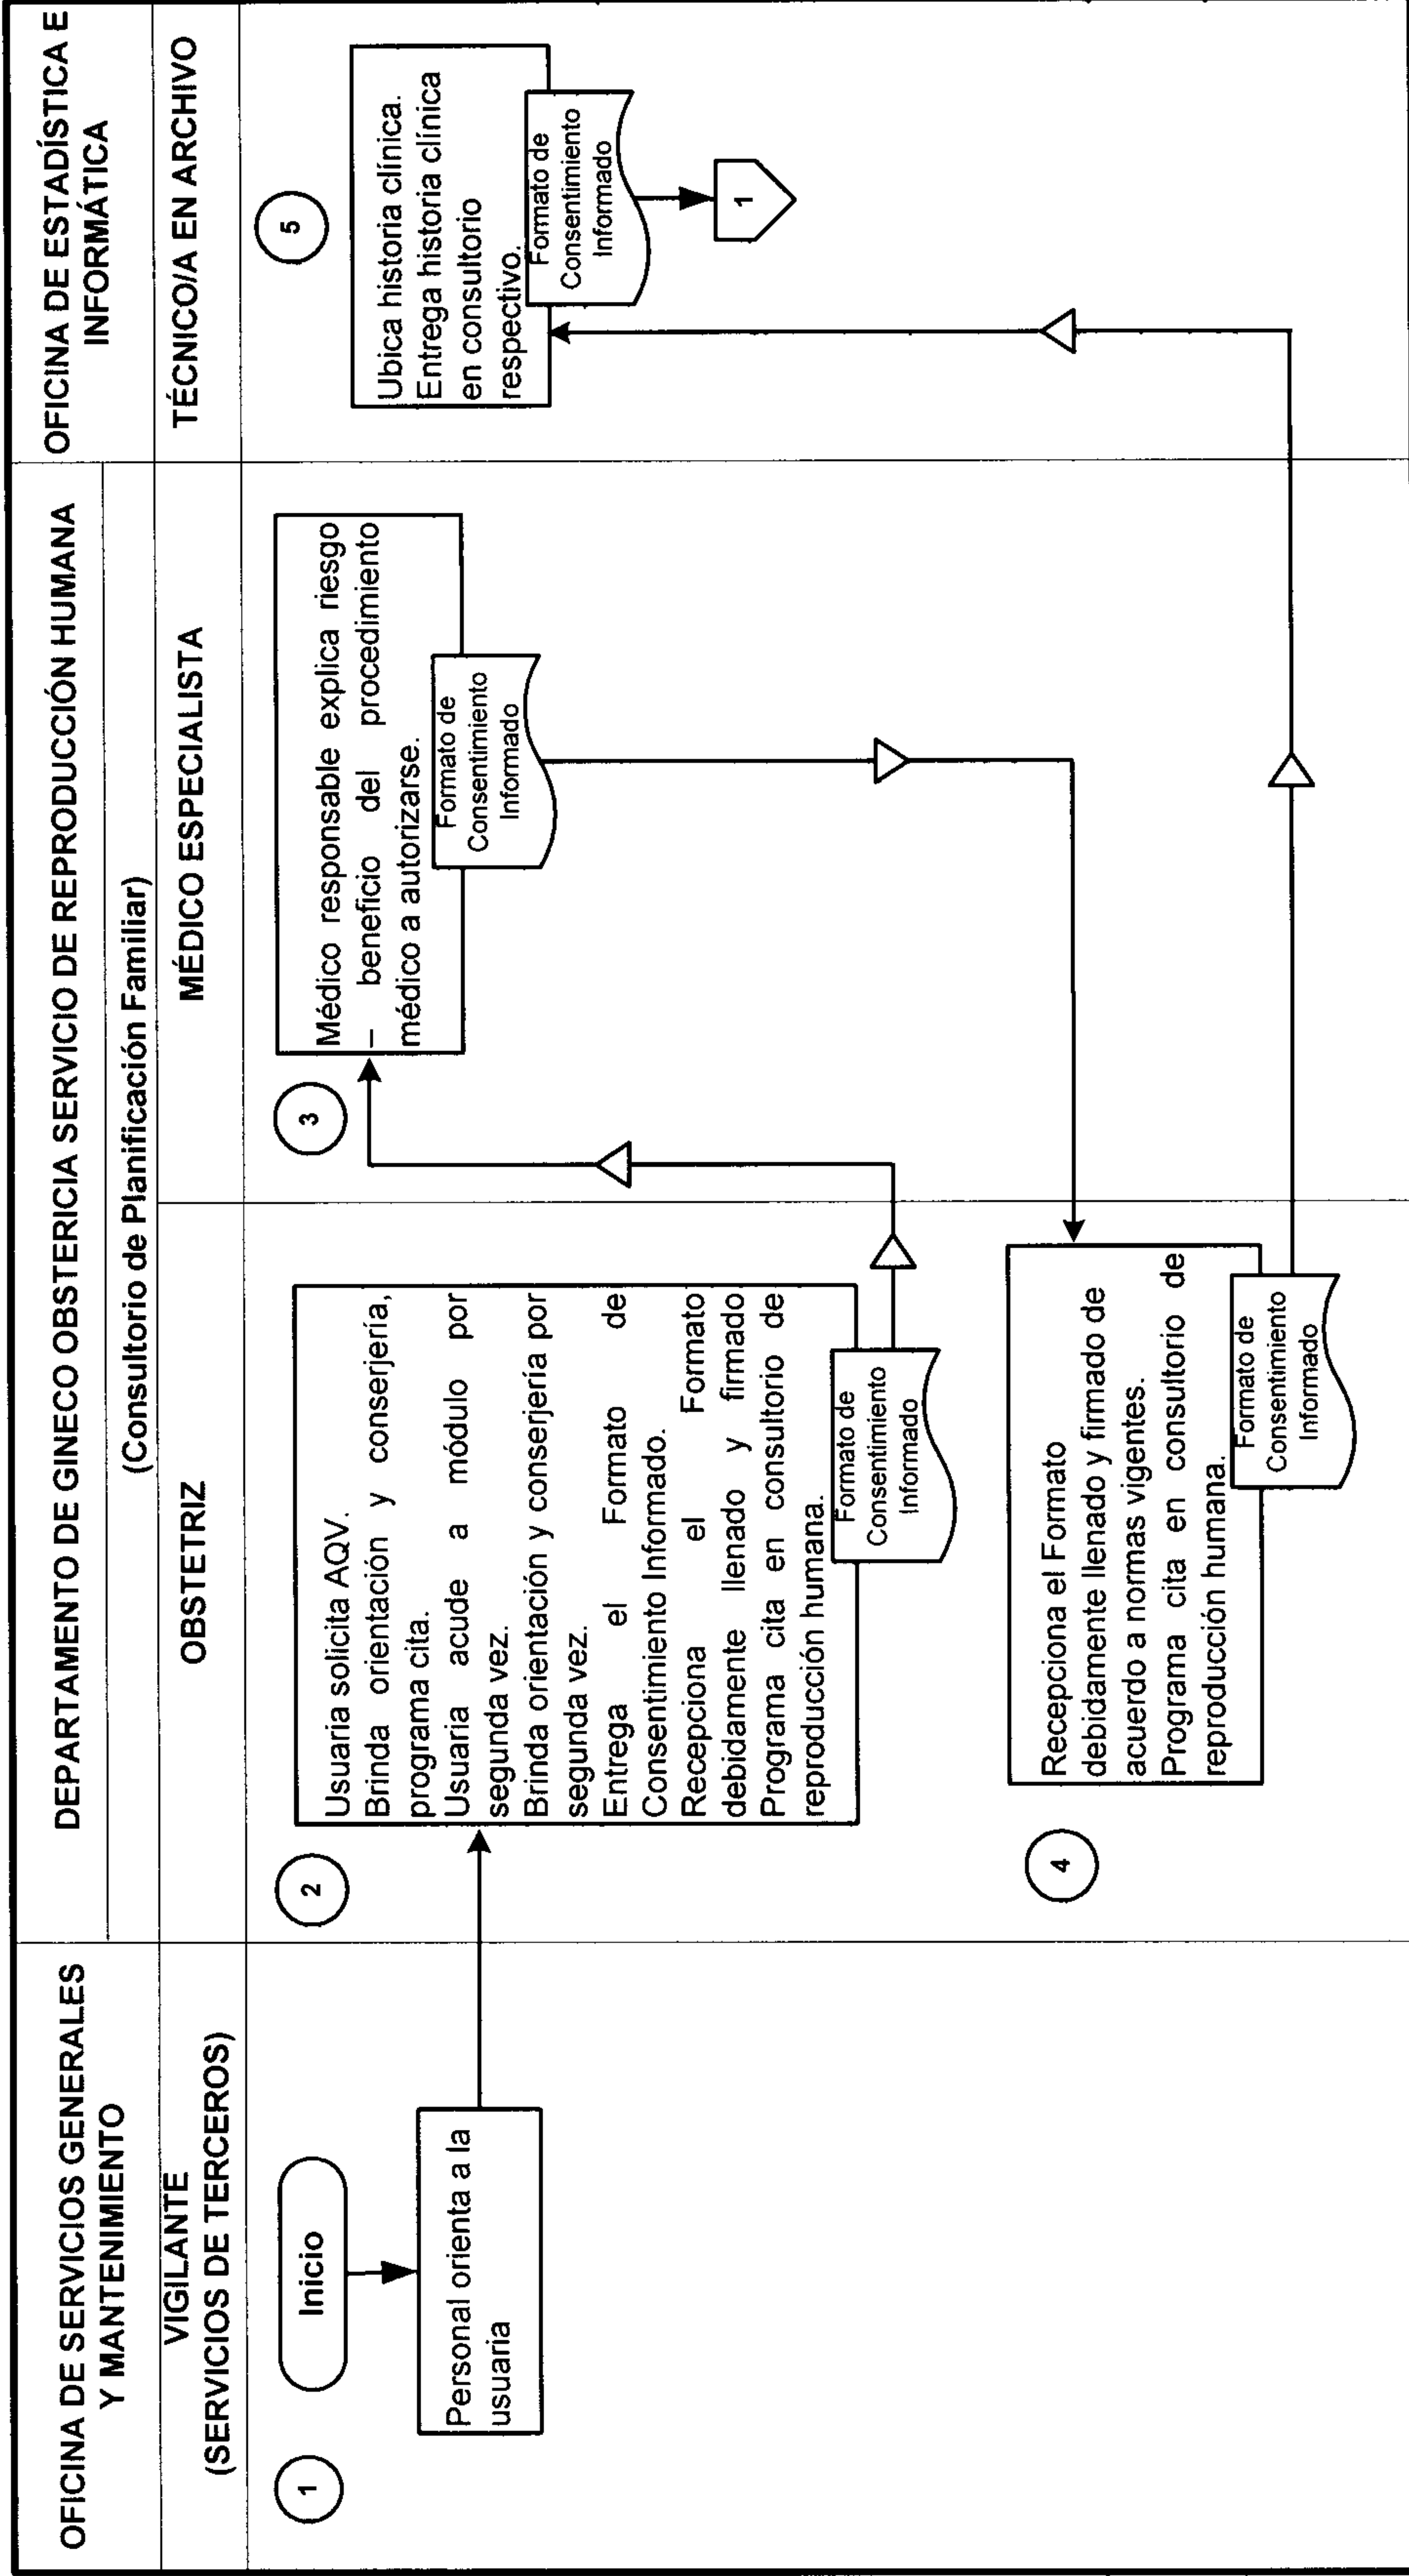 OFICINA DE SERVICIOS GENERALES
Y MANTENIMIENTO
DEPARTAMENTO DE GINECO OBSTERICIA SERVICIO DE REPRODUCCIÓN HUMANA
(Consultorio de Planificación Familiar)
OFICINA DE ESTADÍSTICA E
INFORMÁTICA
VIGILANTE
(SERVICIOS DE TERCEROS)
OBSTETRIZ
MÉDICO ESPECIALISTA
TÉCNICO/A EN ARCHIVO
1
Inicio
Personal orienta a la
usuaria
2
Usuaria solicita AQV.
Brinda orientación y conserjería,
programa cita.
Usuaria acude a módulo por
segunda vez.
Brinda orientación y conserjería por
segunda vez.
Entrega el Formato de
Consentimiento Informado.
Recepciona el Formato
debidamente llenado y firmado
Programa cita en consultorio de
reproducción humana.
Formato de
Consentimiento
Informado
3
Médico responsable explica riesgo
– beneficio del procedimiento
médico a autorizarse.
Formato de
Consentimiento
Informado
4
Recepciona el Formato
debidamente llenado y firmado de
acuerdo a normas vigentes.
Programa cita en consultorio de
reproducción humana.
Formato de
Consentimiento
Informado
5
Ubica historia clínica.
Entrega historia clínica
en consultorio
respectivo.
Formato de
Consentimiento
Informado
1